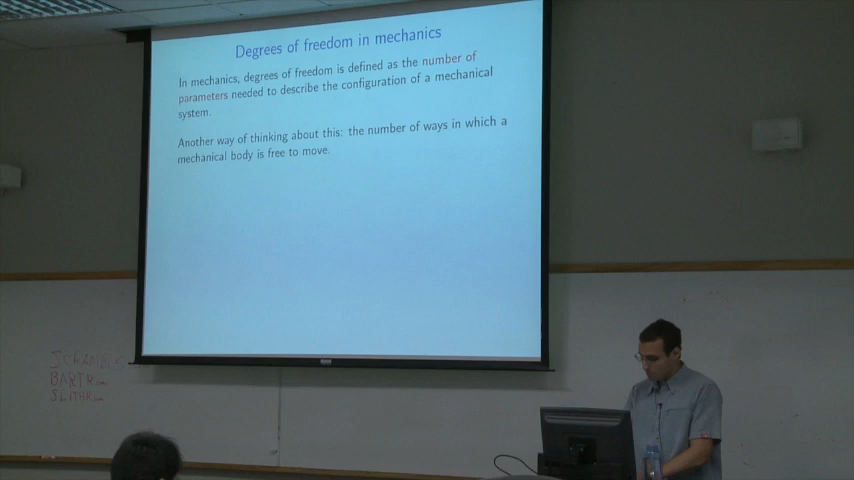 Degrees of freedom in mechanics
In mechanics, degrees of freedom is defined as the number of
parameters needed to describe the configuration of a mechanical
system.
Another way of thinking about this: the number of ways in which a
mechanical body is free to move.